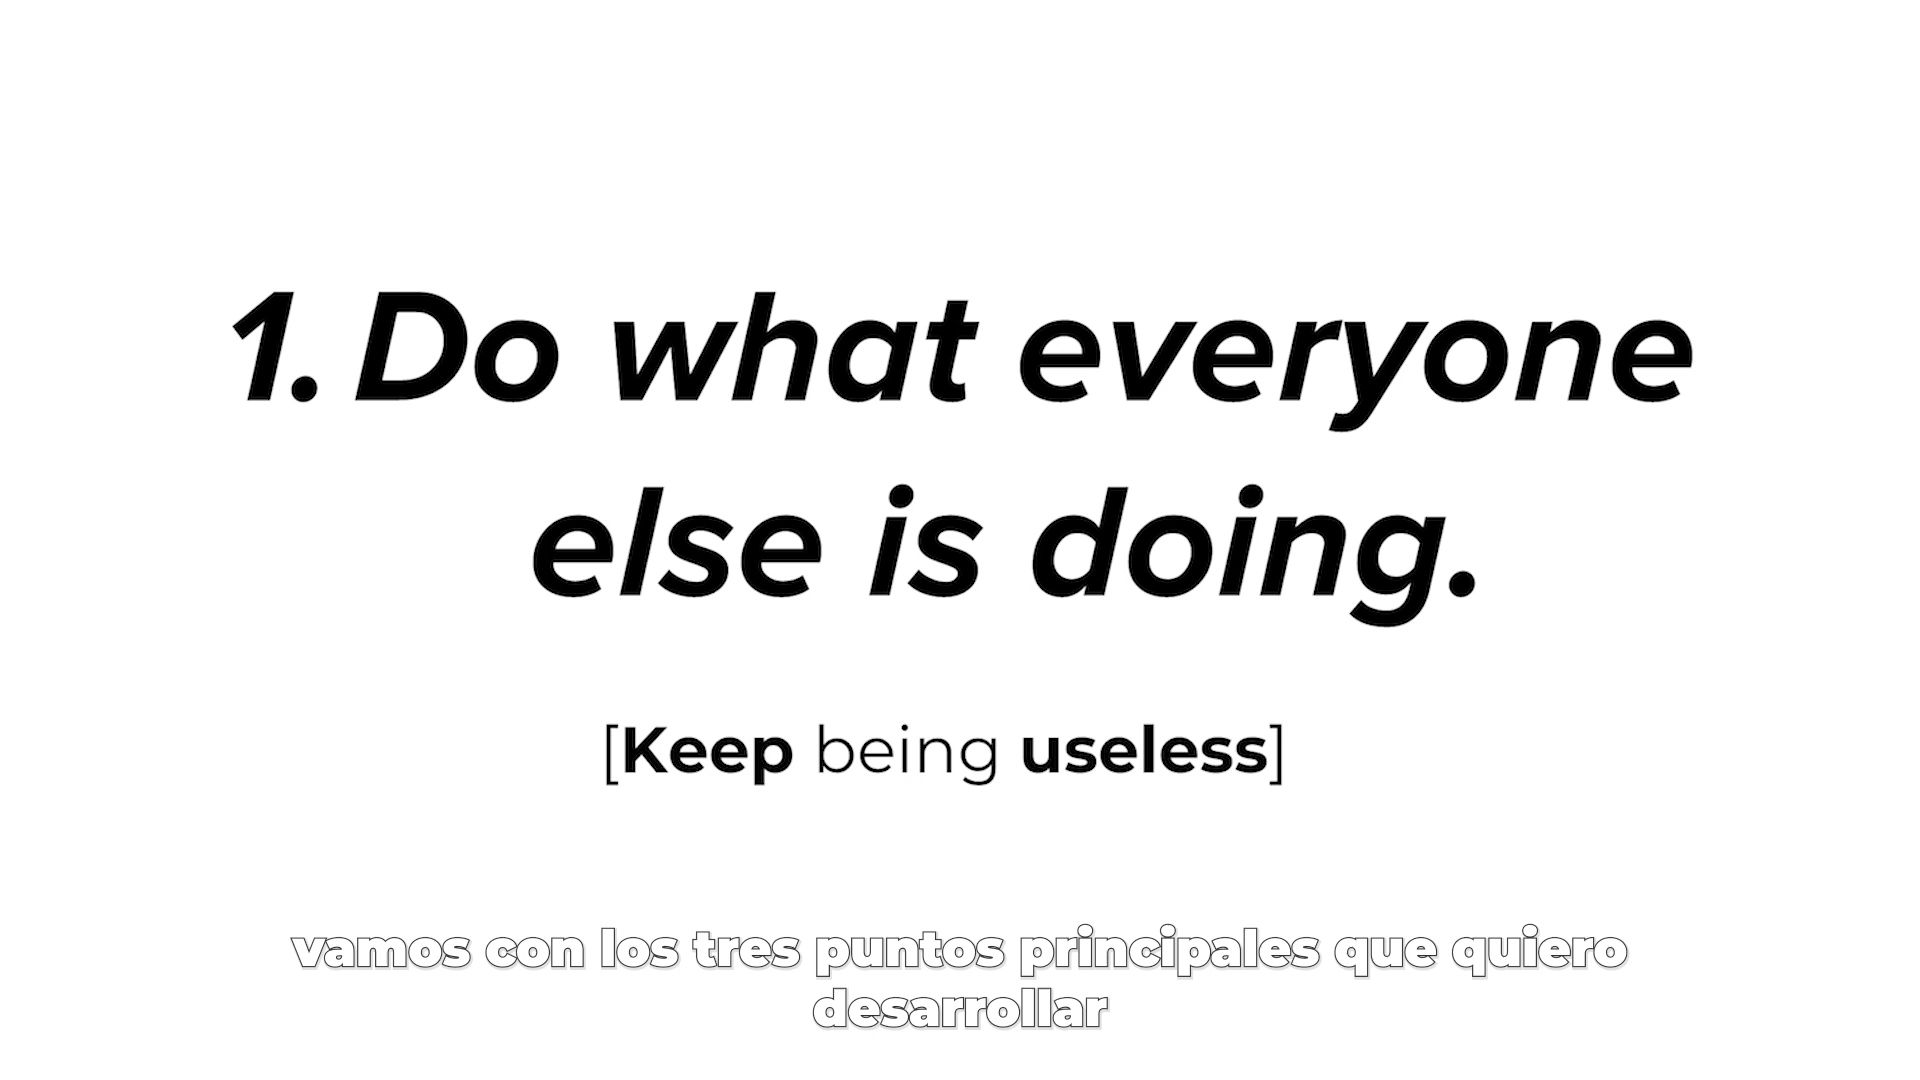 1. Do what everyone
else is doing.
[Keep being useless]
vamos con los tres puntos principales que quiero
desarrollar